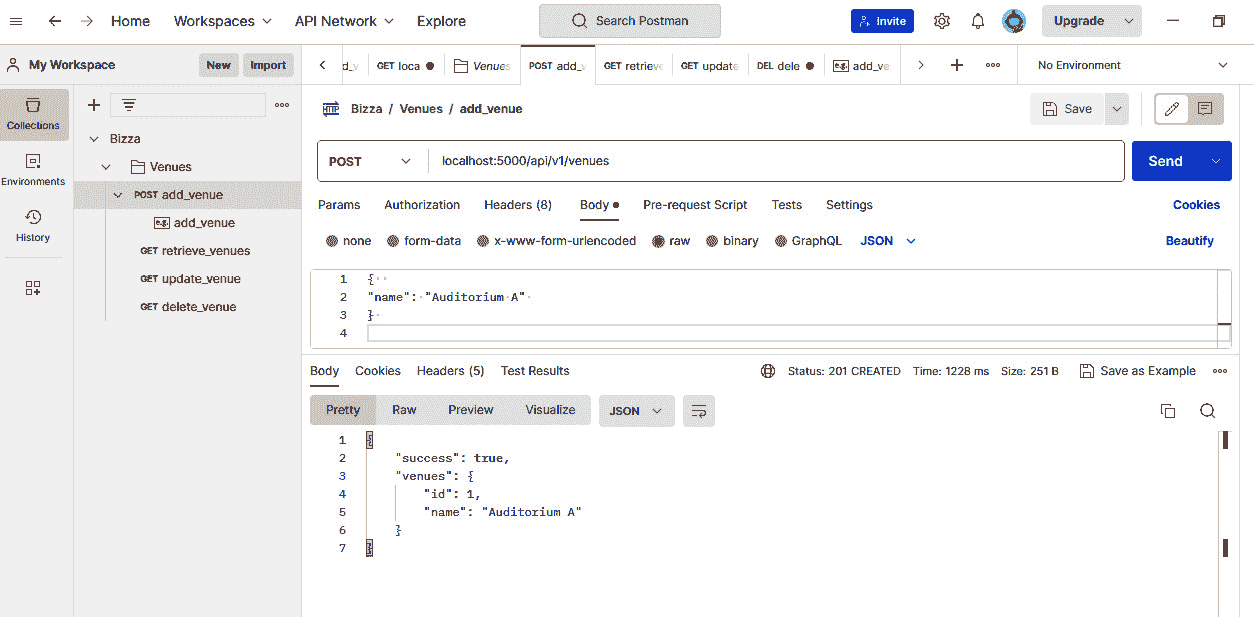 Home Workspaces API Network Explore Search Postman Invite Upgrade
My Workspace New Import
d_v GET loca Venues POST add_ GET retrieve GET update DEL dele e.g. add_ve No Environment
Collections
Environments
History
Bizza
Venues
POST add_venue
e.g. add_venue
GET retrieve_venues
GET update_venue
GET delete_venue
HTTP Bizza / Venues / add_venue Save
POST localhost:5000/api/v1/venues Send
Params Authorization Headers (8) Body Pre-request Script Tests Settings Cookies
none form-data x-www-form-urlencoded raw binary GraphQL JSON Beautify
1 {
2 "name": "Auditorium A"
3 }
4
Body Cookies Headers (5) Test Results Status: 201 CREATED Time: 1228 ms Size: 251 B Save as Example
Pretty Raw Preview Visualize JSON
1 {
2 "success": true,
3 "venues": {
4 "id": 1,
5 "name": "Auditorium A"
6 }
7 }